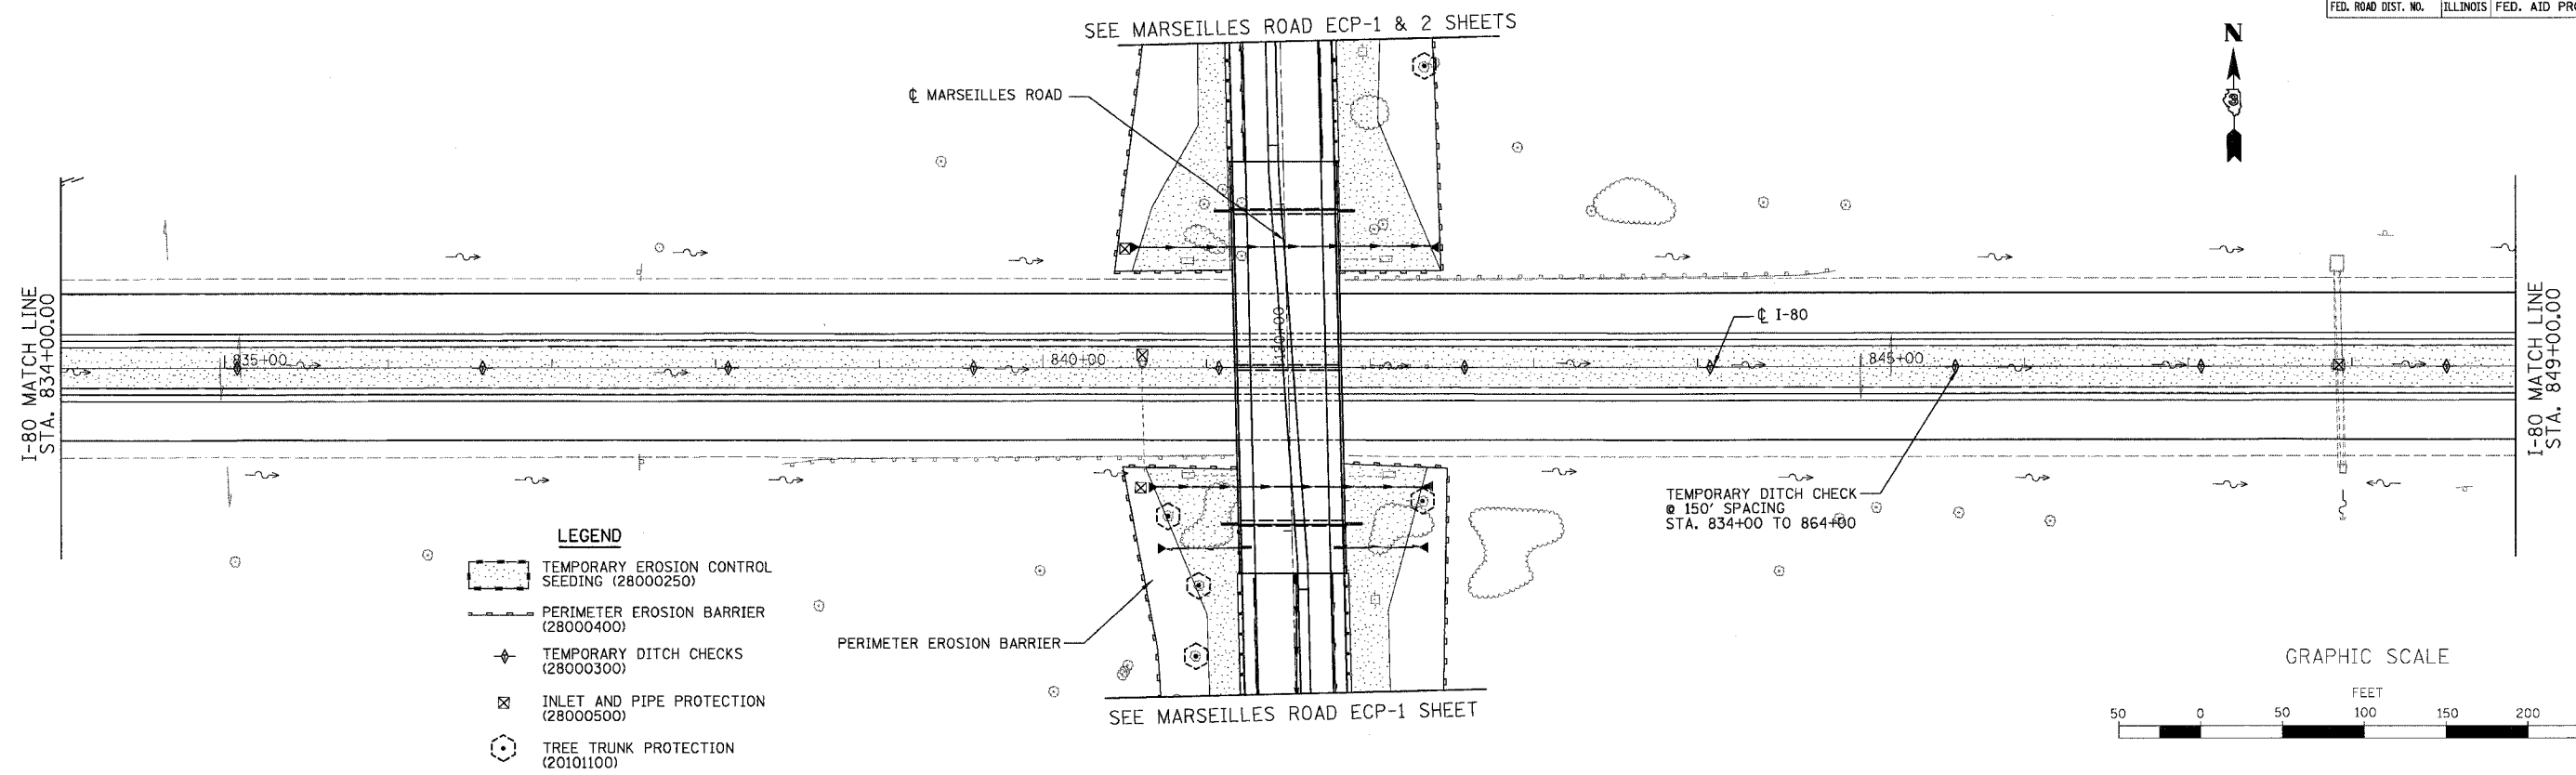 FED. ROAD DIST. NO. ILLINOIS FED. AID PRO
SEE MARSEILLES ROAD ECP-1 & 2 SHEETS
N
3
℄ MARSEILLES ROAD
I-80 MATCH LINE
STA. 834+00.00
835+00
840+00
℄ I-80
845+00
I-80 MATCH LINE
STA. 849+00.00
TEMPORARY DITCH CHECK
@ 150' SPACING
STA. 834+00 TO 864+00
LEGEND
TEMPORARY EROSION CONTROL
SEEDING (28000250)
PERIMETER EROSION BARRIER
(28000400)
TEMPORARY DITCH CHECKS
(28000300)
INLET AND PIPE PROTECTION
(28000500)
TREE TRUNK PROTECTION
(20101100)
PERIMETER EROSION BARRIER
SEE MARSEILLES ROAD ECP-1 SHEET
GRAPHIC SCALE
FEET
50 0 50 100 150 200